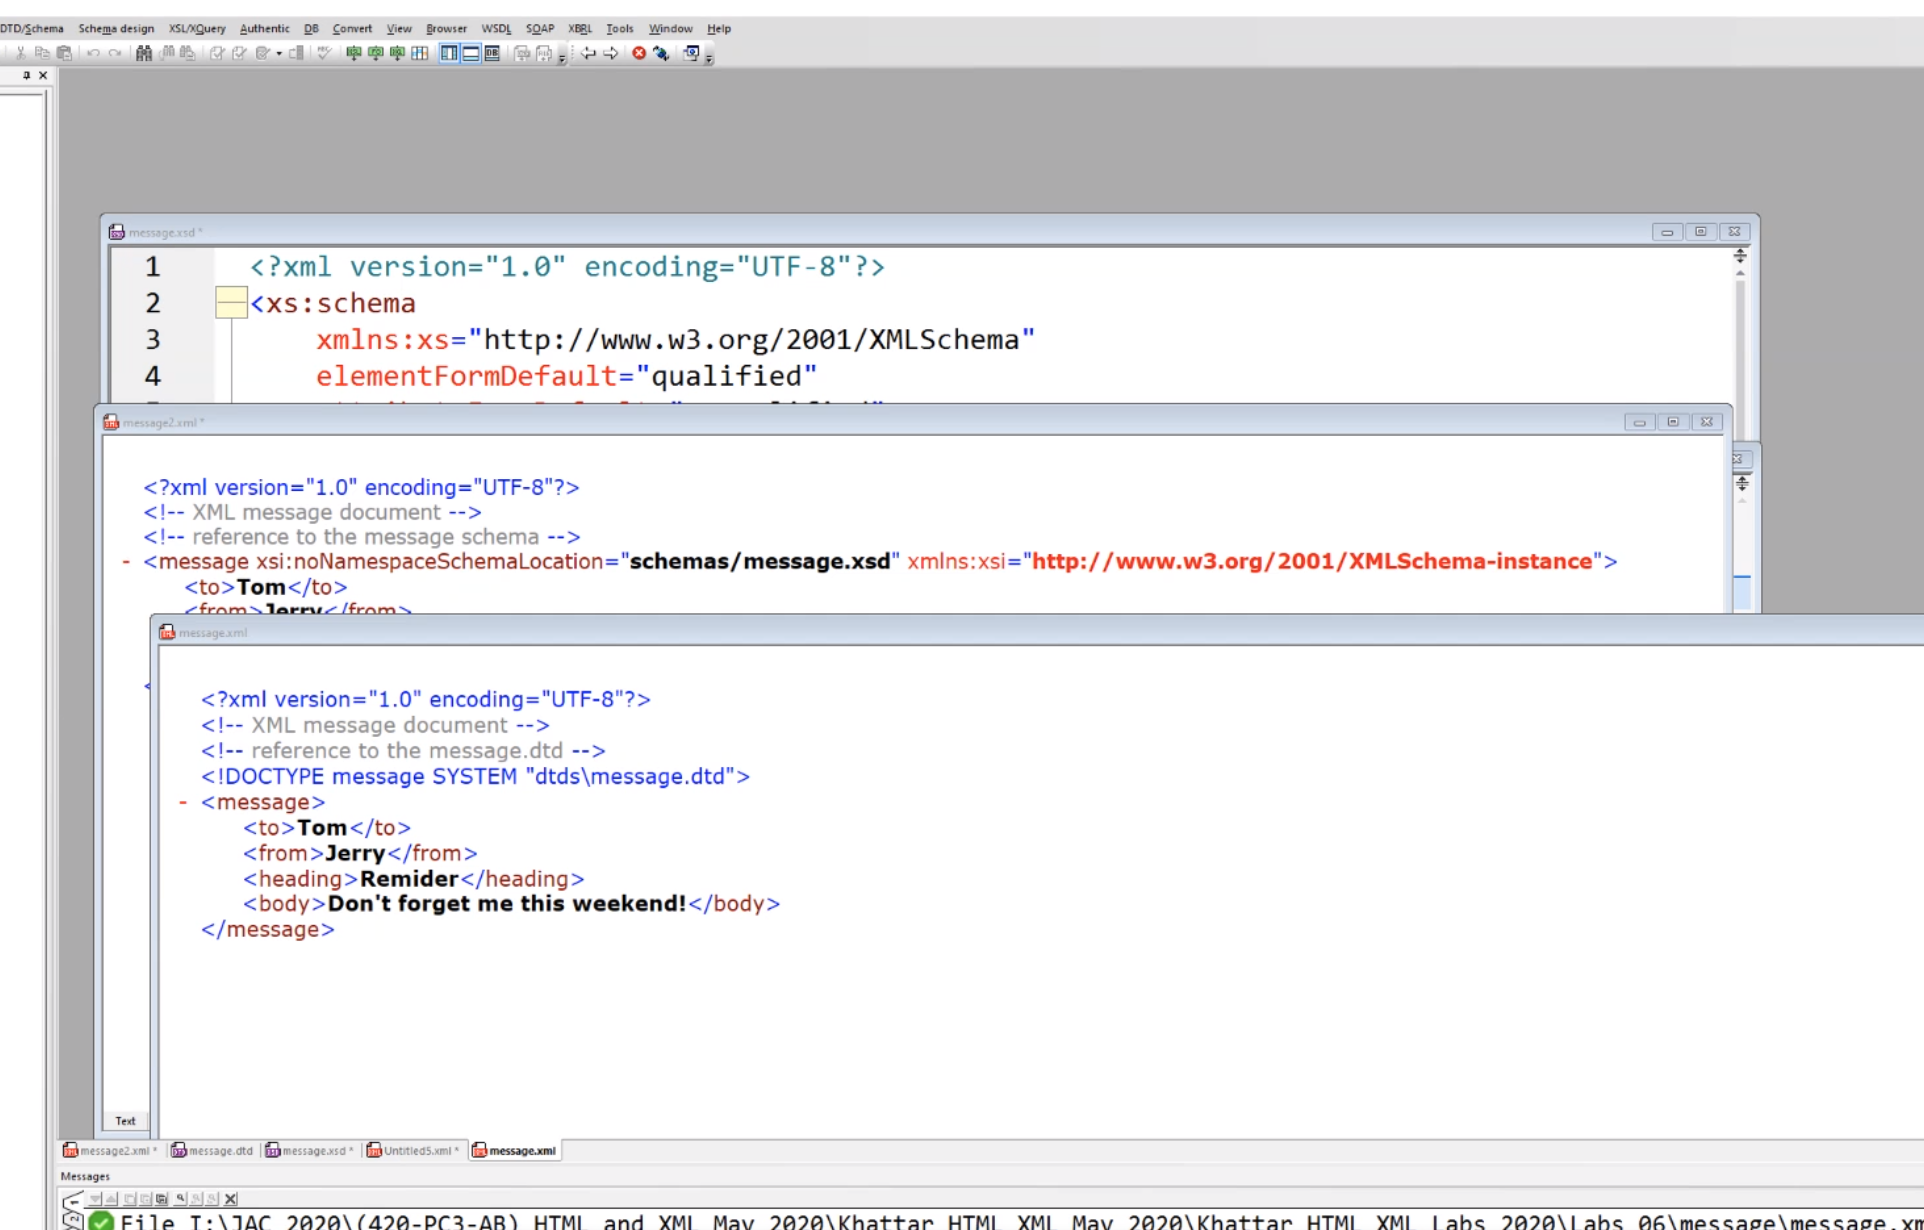 DTD/Schema Schema design XSL/XQuery Authentic DB Convert View Browser WSDL SOAP XBRL Tools Window Help
message.xsd *
1 <?xml version="1.0" encoding="UTF-8"?>
2 <xs:schema
3 xmlns:xs="http://www.w3.org/2001/XMLSchema"
4 elementFormDefault="qualified"
message2.xml *
<?xml version="1.0" encoding="UTF-8"?>
<!-- XML message document -->
<!-- reference to the message schema -->
- <message xsi:noNamespaceSchemaLocation="schemas/message.xsd" xmlns:xsi="http://www.w3.org/2001/XMLSchema-instance">
<to>Tom</to>
<from>Jerry</from>
message.xml
<?xml version="1.0" encoding="UTF-8"?>
<!-- XML message document -->
<!-- reference to the message.dtd -->
<!DOCTYPE message SYSTEM "dtds\message.dtd">
- <message>
<to>Tom</to>
<from>Jerry</from>
<heading>Remider</heading>
<body>Don't forget me this weekend!</body>
</message>
Text
message2.xml * message.dtd message.xsd * Untitled5.xml * message.xml
Messages
File I:\JAC 2020\(420-PC3-AB) HTML and XML May 2020\Khattar HTML XML May 2020\Khattar HTML XML Labs 2020\Labs 06\message\message.xm